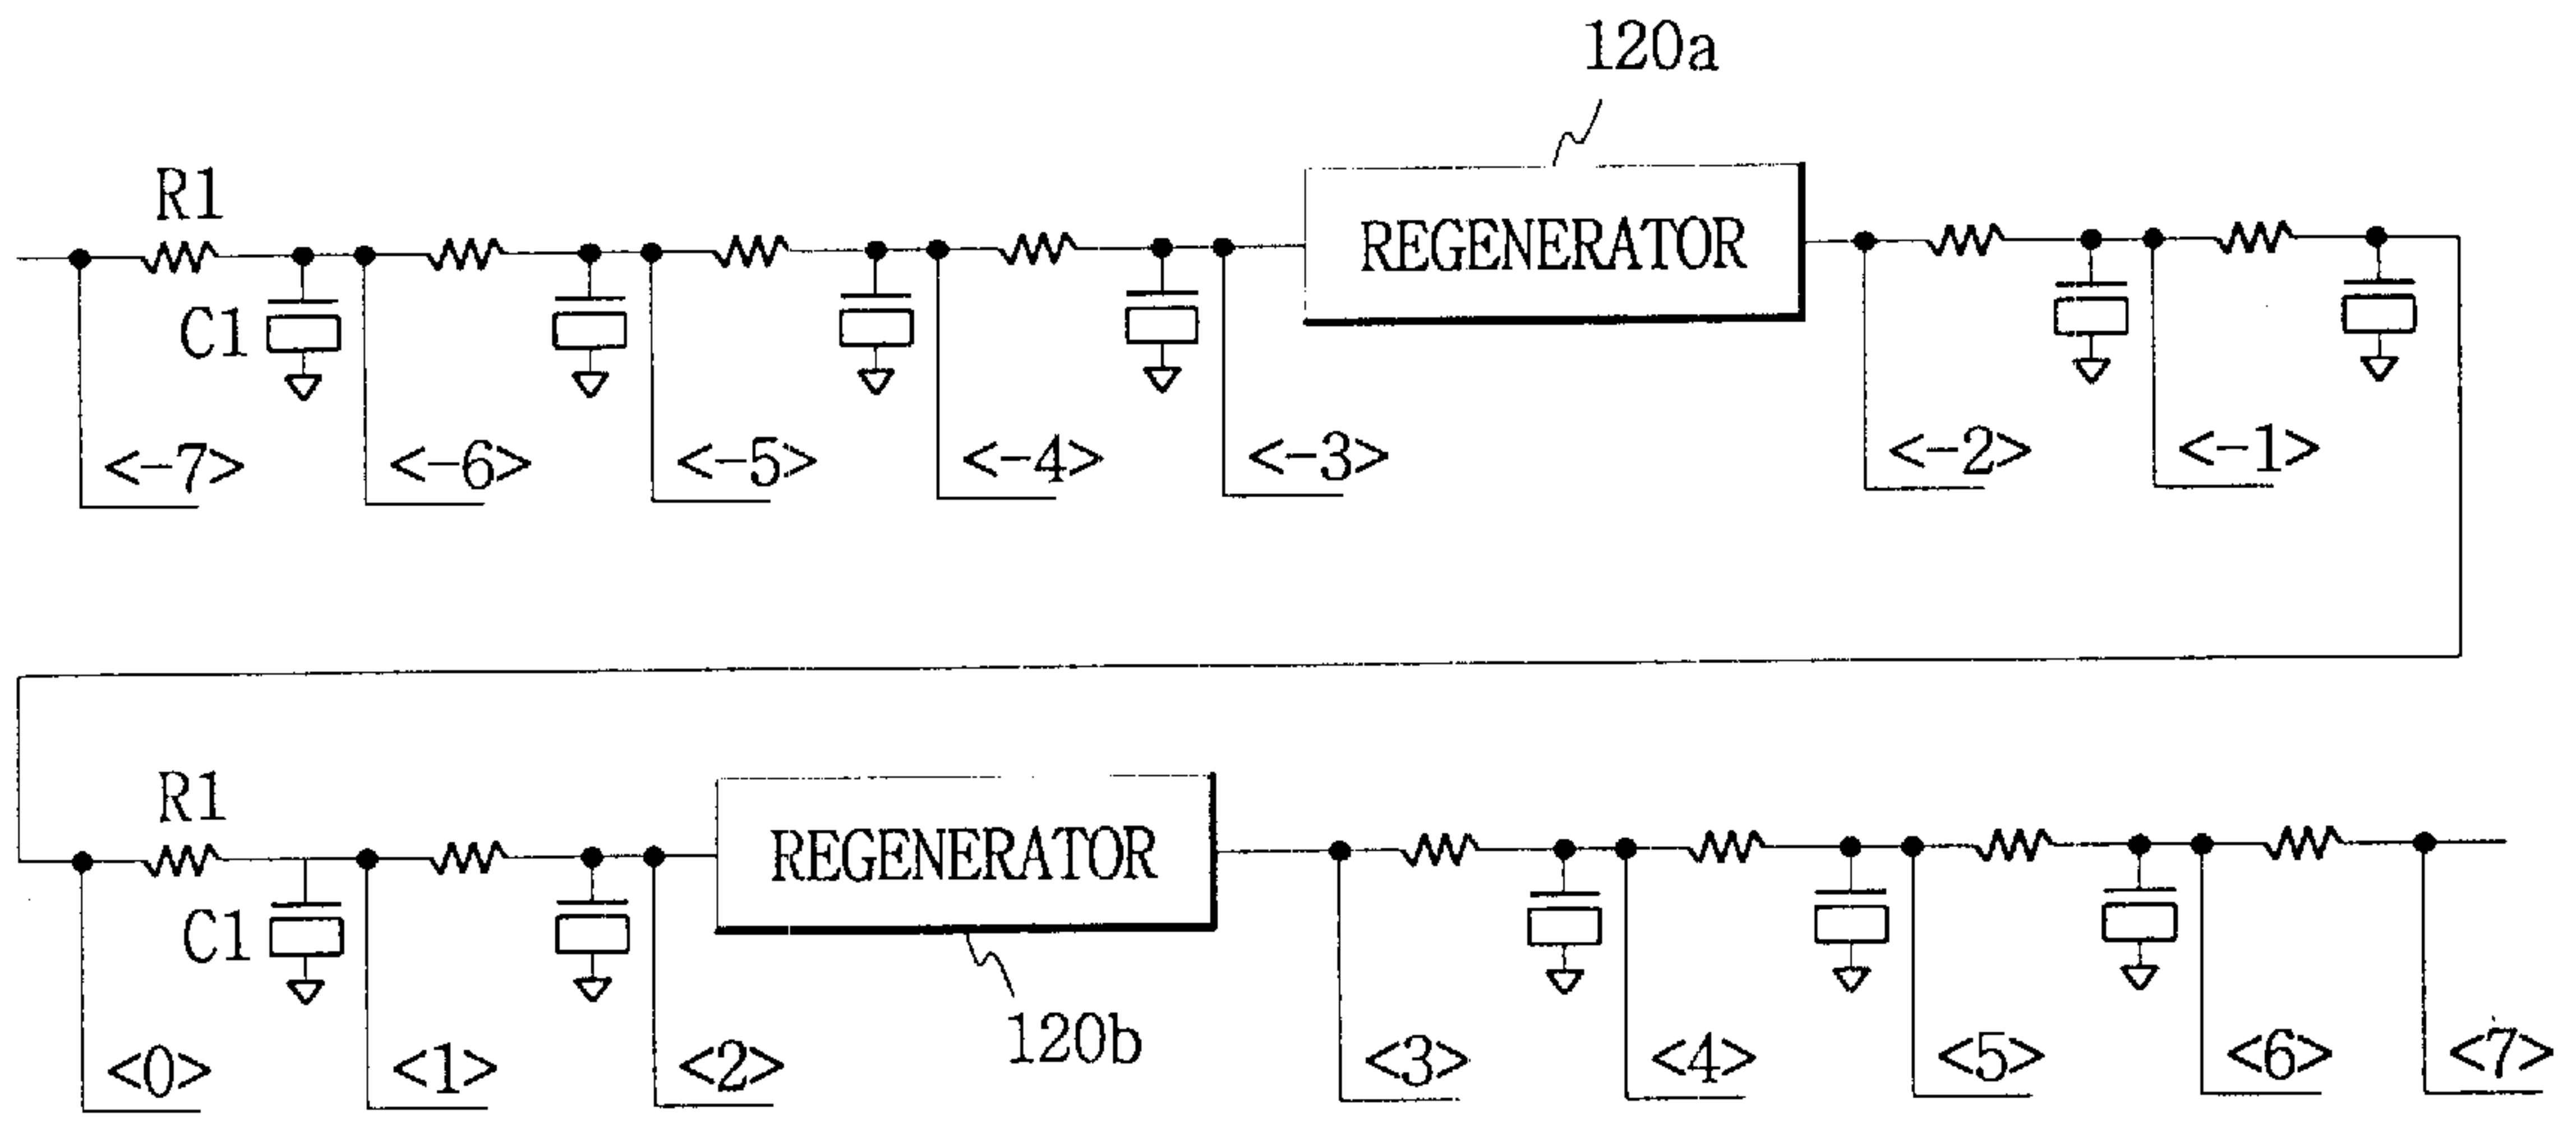 120a
R1
REGENERATOR
C1
<-7> <-6> <-5> <-4> <-3> <-2> <-1>
R1
REGENERATOR
C1
120b
<0> <1> <2> <3> <4> <5> <6> <7>